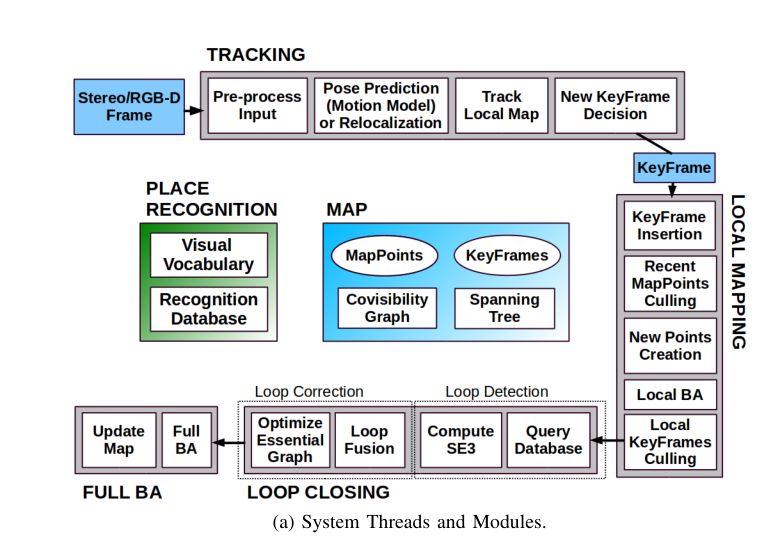 TRACKING
Stereo/RGB-D
Frame
Pre-process
Input
Pose Prediction
(Motion Model)
or Relocalization
Track
Local Map
New KeyFrame
Decision
KeyFrame
PLACE
RECOGNITION
Visual
Vocabulary
Recognition
Database
MAP
MapPoints
KeyFrames
Covisibility
Graph
Spanning
Tree
LOCAL MAPPING
KeyFrame
Insertion
Recent
MapPoints
Culling
New Points
Creation
Local BA
Local
KeyFrames
Culling
Loop Correction
Loop Detection
Update
Map
Full
BA
Optimize
Essential
Graph
Loop
Fusion
Compute
SE3
Query
Database
FULL BA
LOOP CLOSING
(a) System Threads and Modules.